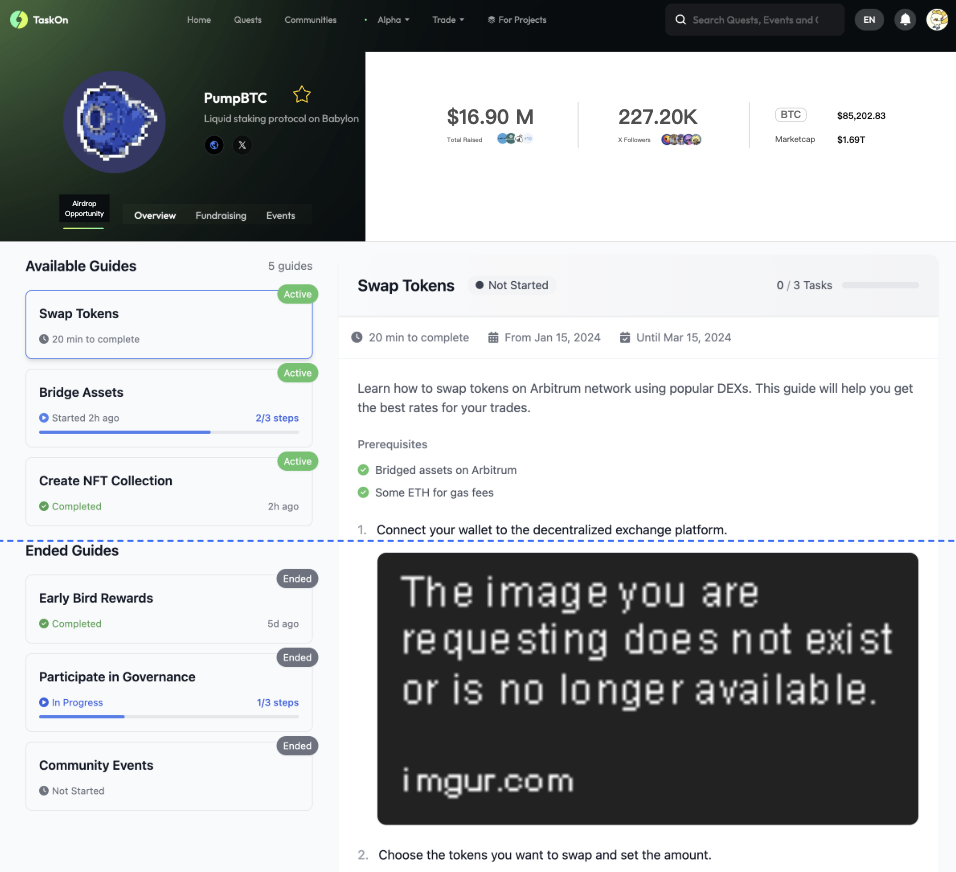 TaskOn
Home
Quests
Communities
Alpha
Trade
For Projects
Search Quests, Events and
EN
PumpBTC
Liquid staking protocol on Babylon
X
$16.90 M
Total Raised
227.20K
X Followers
BTC
$85,202.83
Marketcap
$1.69T
Airdrop
Opportunity
Overview
Fundraising
Events
Available Guides
5 guides
Active
Swap Tokens
20 min to complete
Active
Bridge Assets
Started 2h ago
2/3 steps
Active
Create NFT Collection
Completed
2h ago
Ended Guides
Ended
Early Bird Rewards
Completed
5d ago
Ended
Participate in Governance
In Progress
1/3 steps
Ended
Community Events
Not Started
Swap Tokens
Not Started
0 / 3 Tasks
20 min to complete
From Jan 15, 2024
Until Mar 15, 2024
Learn how to swap tokens on Arbitrum network using popular DEXs. This guide will help you get
the best rates for your trades.
Prerequisites
Bridged assets on Arbitrum
Some ETH for gas fees
1. Connect your wallet to the decentralized exchange platform.
The image you are
requesting does not exist
or is no longer available.
imgur.com
2. Choose the tokens you want to swap and set the amount.